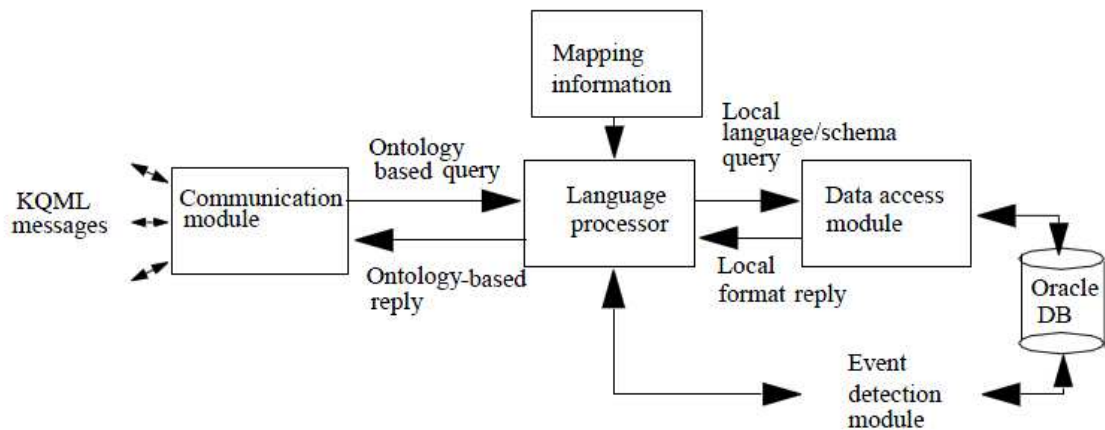 Mapping
information
Local
language/schema
query
Ontology
based query
KQML
messages
Communication
module
Language
processor
Data access
module
Ontology-based
reply
Local
format reply
Oracle
DB
Event
detection
module